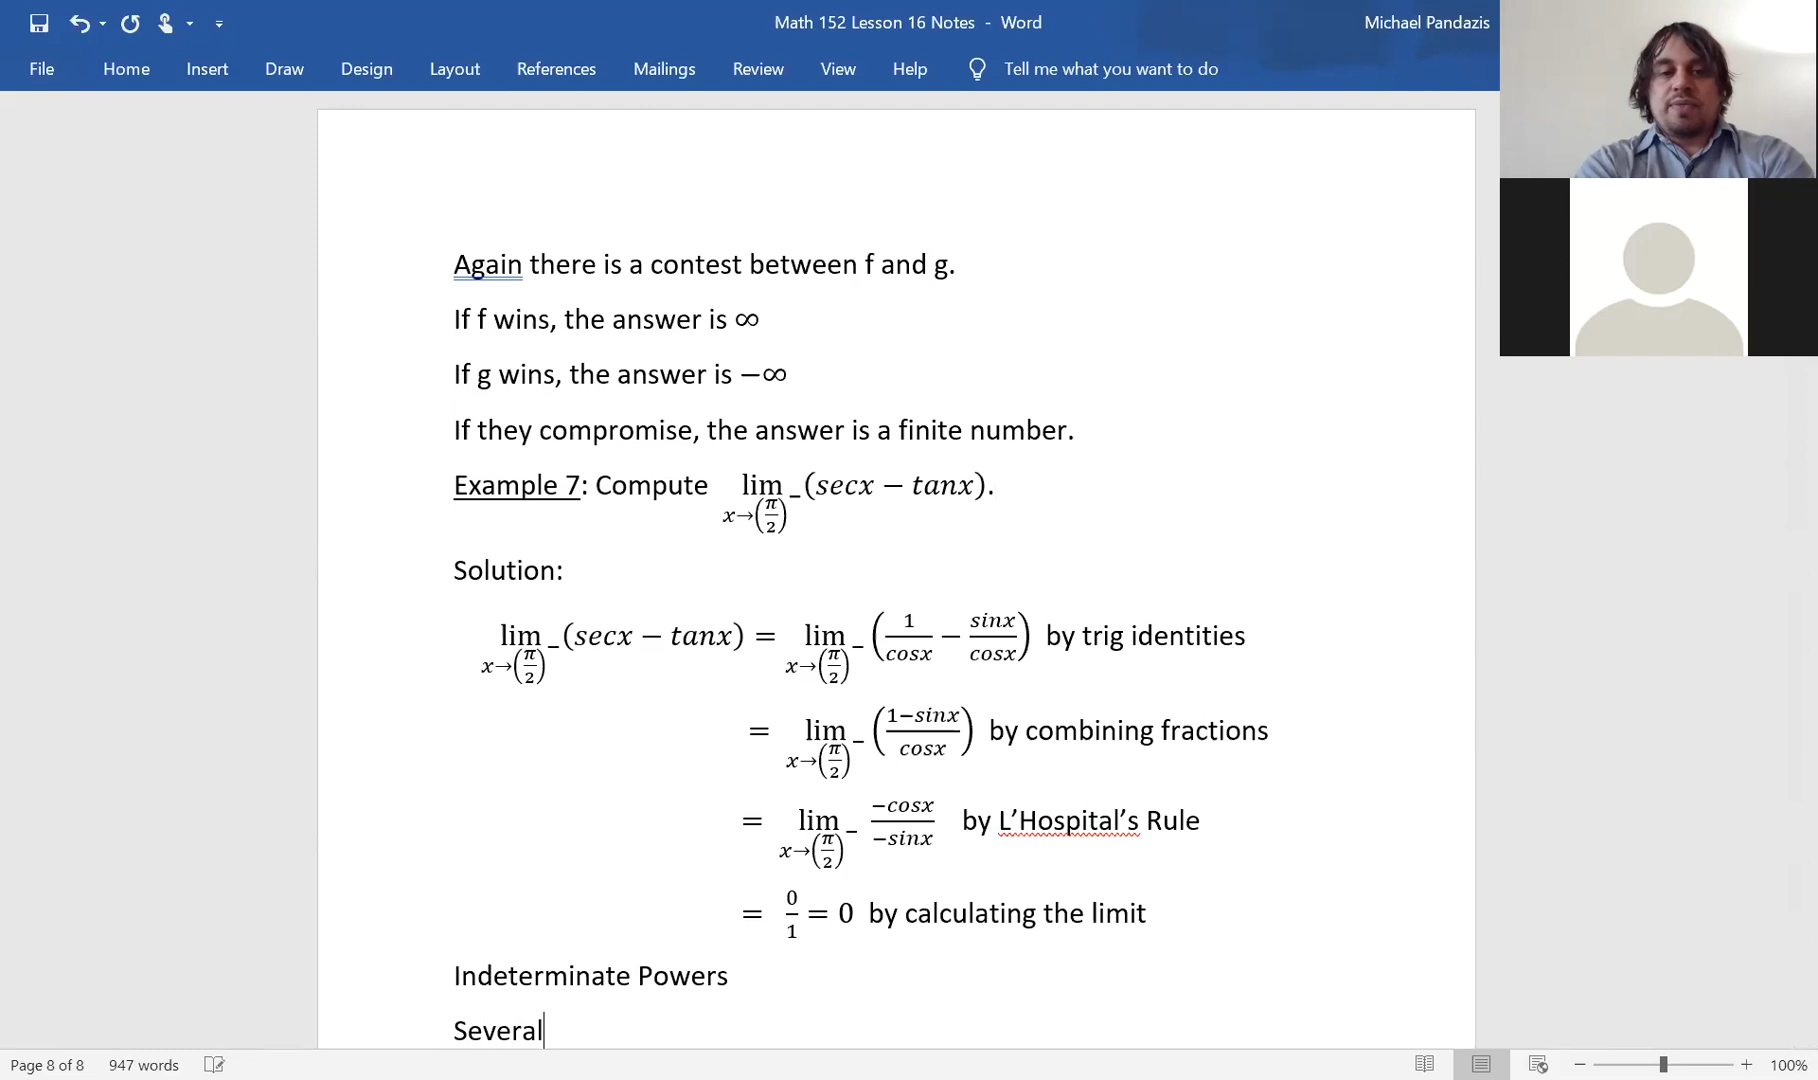 Math 152 Lesson 16 Notes - Word
Michael Pandazis
File Home Insert Draw Design Layout References Mailings Review View Help Tell me what you want to do
Again there is a contest between f and g.
If f wins, the answer is ∞
If g wins, the answer is −∞
If they compromise, the answer is a finite number.
Example 7: Compute lim x→(π/2)⁻ (secx − tanx).
Solution:
lim x→(π/2)⁻ (secx − tanx) = lim x→(π/2)⁻ (1/cosx − sinx/cosx) by trig identities
= lim x→(π/2)⁻ ((1−sinx)/cosx) by combining fractions
= lim x→(π/2)⁻ −cosx/−sinx by L’Hospital’s Rule
= 0/1 = 0 by calculating the limit
Indeterminate Powers
Several
Page 8 of 8 947 words 100%